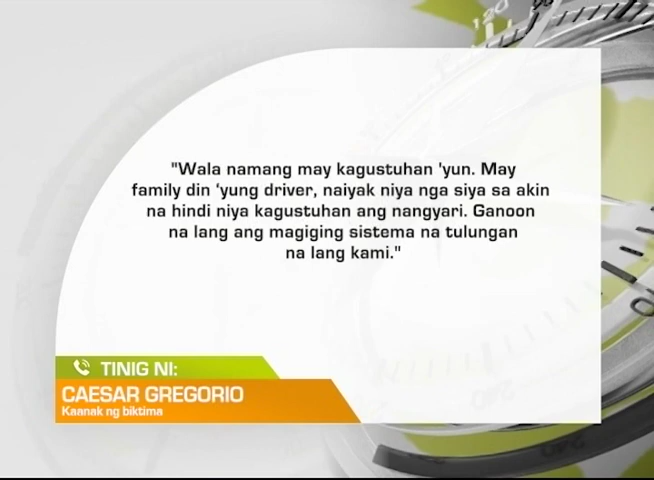 "Wala namang may kagustuhan 'yun. May
family din 'yung driver, naiyak niya nga siya sa akin
na hindi niya kagustuhan ang nangyari. Ganoon
na lang ang magiging sistema na tulungan
na lang kami."
TINIG NI:
CAESAR GREGORIO
Kaanak ng biktima